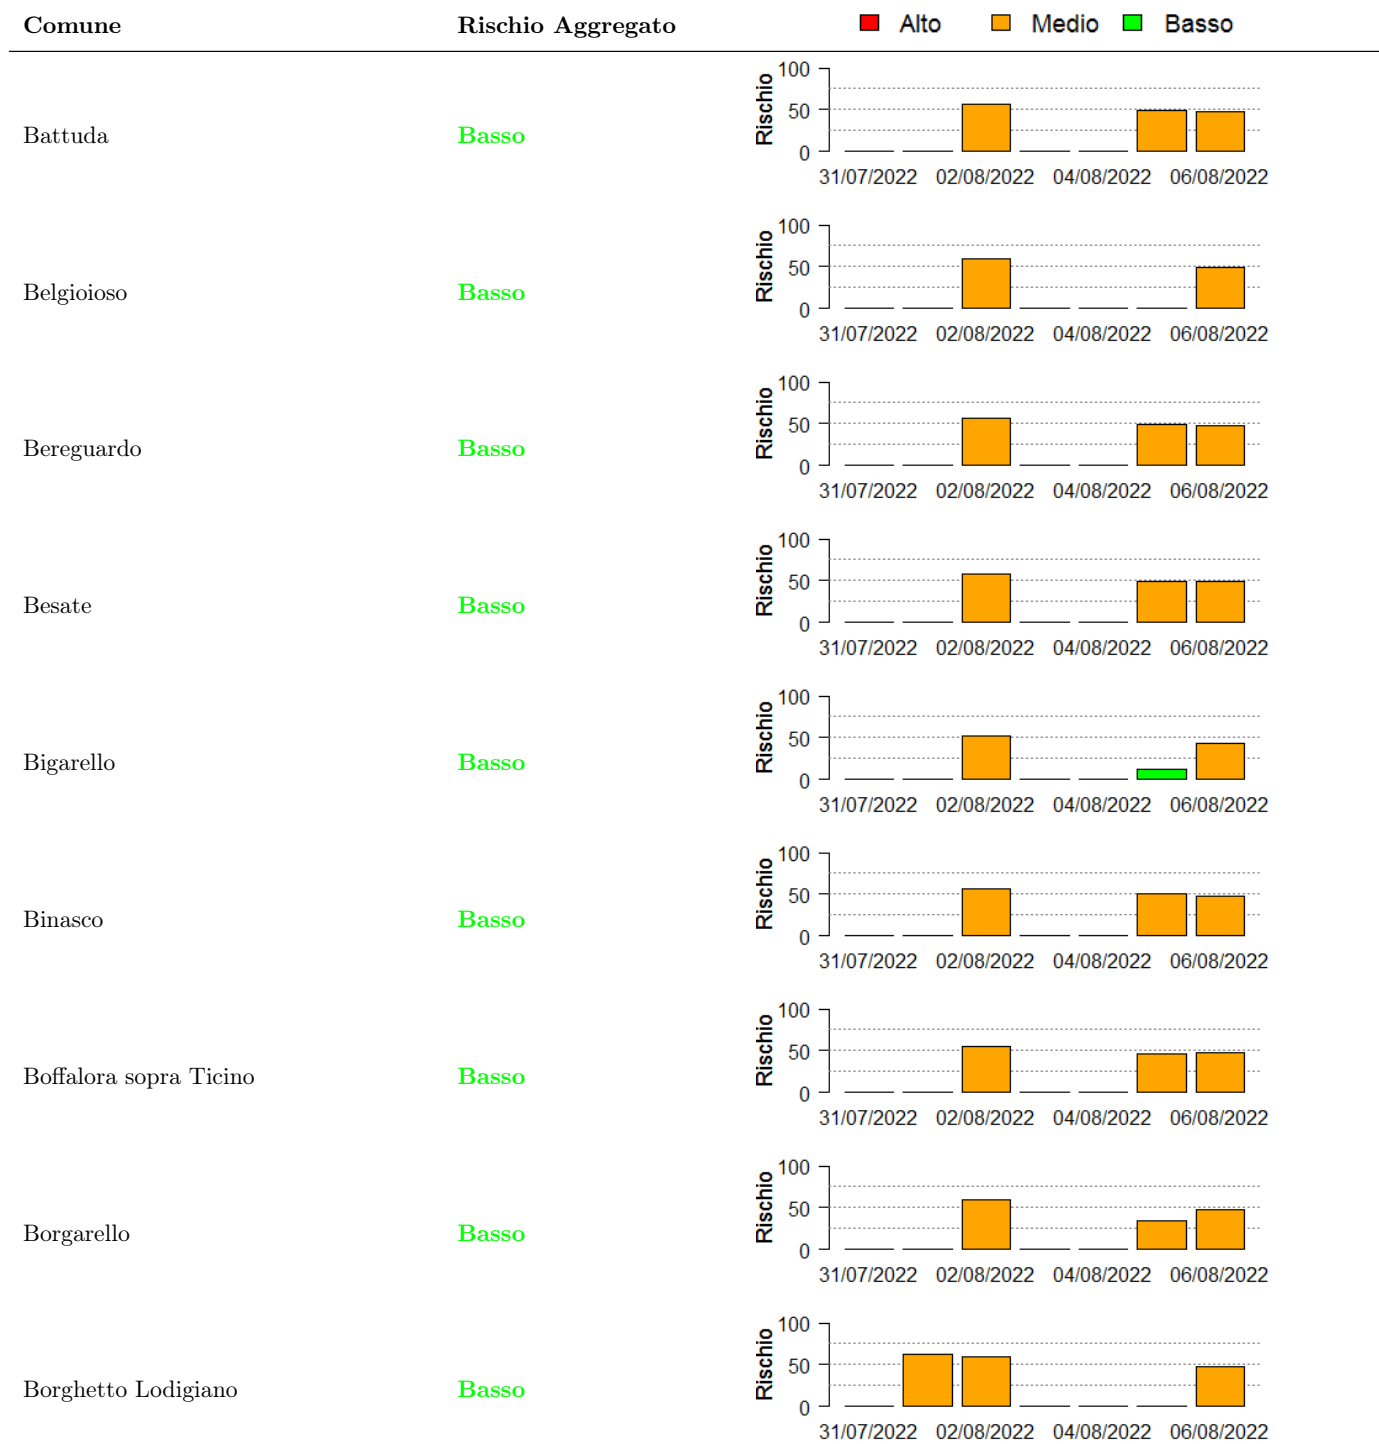 Comune Rischio Aggregato Alto Medio Basso
100
50
0
Rischio
Battuda Basso
31/07/2022 02/08/2022 04/08/2022 06/08/2022
100
50
0
Rischio
Belgioioso Basso
31/07/2022 02/08/2022 04/08/2022 06/08/2022
100
50
0
Rischio
Bereguardo Basso
31/07/2022 02/08/2022 04/08/2022 06/08/2022
100
50
0
Rischio
Besate Basso
31/07/2022 02/08/2022 04/08/2022 06/08/2022
100
50
0
Rischio
Bigarello Basso
31/07/2022 02/08/2022 04/08/2022 06/08/2022
100
50
0
Rischio
Binasco Basso
31/07/2022 02/08/2022 04/08/2022 06/08/2022
100
50
0
Rischio
Boffalora sopra Ticino Basso
31/07/2022 02/08/2022 04/08/2022 06/08/2022
100
50
0
Rischio
Borgarello Basso
31/07/2022 02/08/2022 04/08/2022 06/08/2022
100
50
0
Rischio
Borghetto Lodigiano Basso
31/07/2022 02/08/2022 04/08/2022 06/08/2022